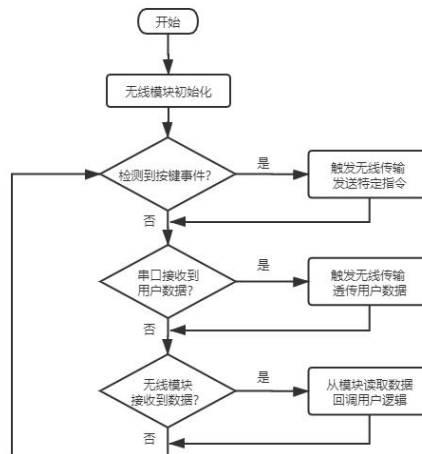 开始
无线模块初始化
检测到按键事件?
是
触发无线传输
发送特定指令
否
串口接收到
用户数据?
是
触发无线传输
透传用户数据
否
无线模块
接收到数据?
是
从模块读取数据
回调用户逻辑
否